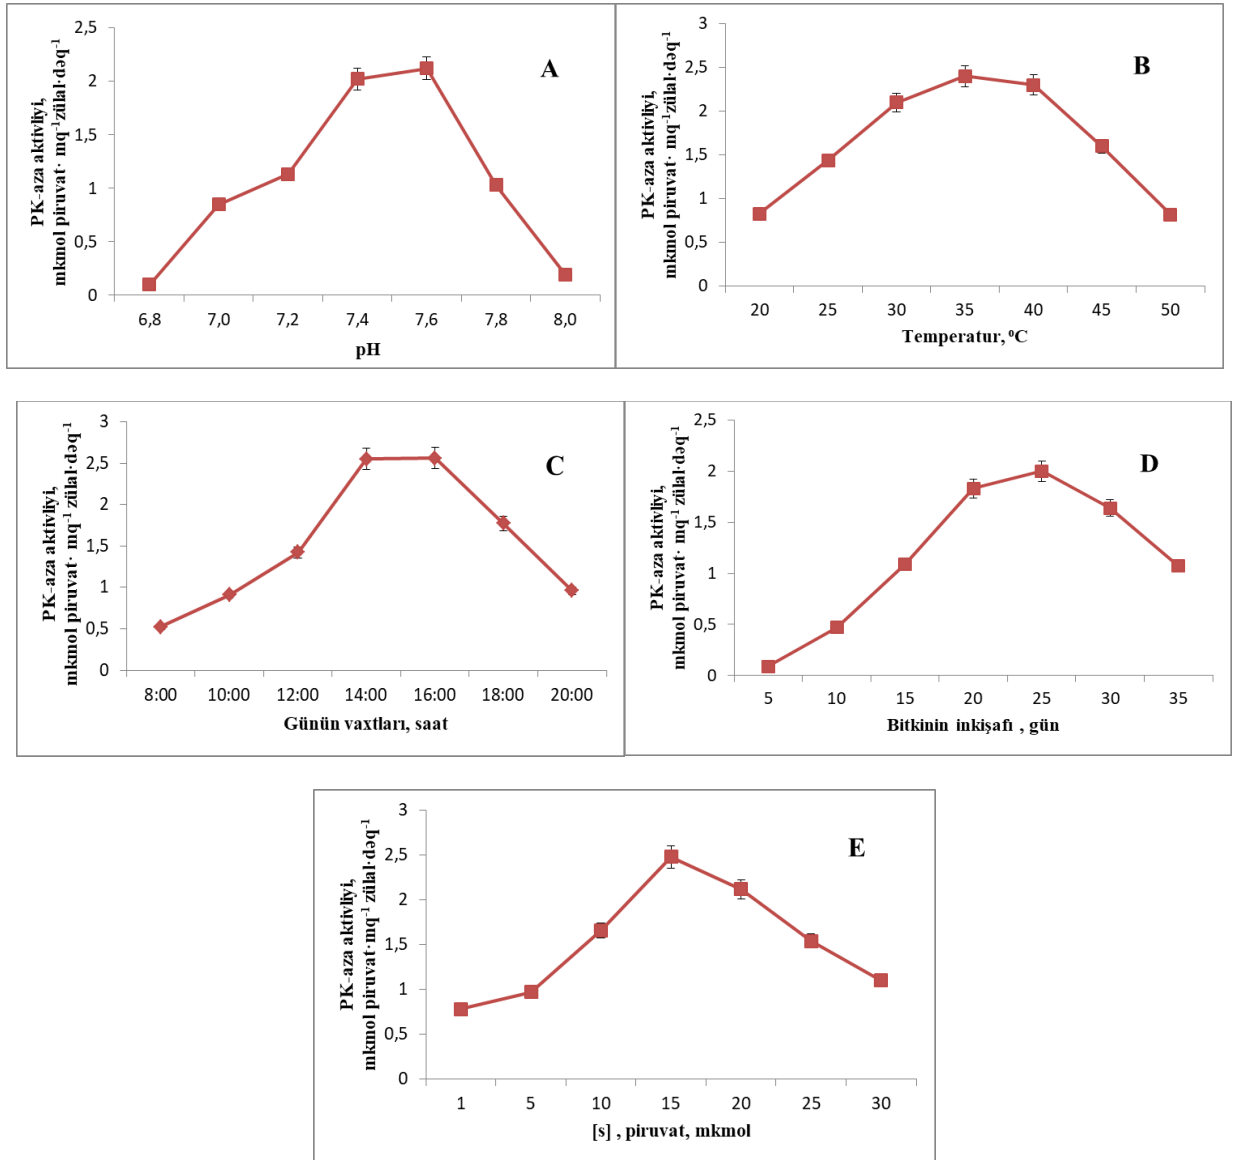 PK-aza aktivliyi,
mkmol piruvat· mq⁻¹zülal·dəq⁻¹
2,5
2
1,5
1
0,5
0
A
6,8 7,0 7,2 7,4 7,6 7,8 8,0
pH
PK-aza aktivliyi,
mkmol piruvat· mq⁻¹zülal·dəq⁻¹
3
2,5
2
1,5
1
0,5
0
B
20 25 30 35 40 45 50
Temperatur, ⁰C
PK-aza aktivliyi,
mkmol piruvat· mq⁻¹ zülal·dəq⁻¹
3
2,5
2
1,5
1
0,5
0
C
8:00 10:00 12:00 14:00 16:00 18:00 20:00
Günün vaxtları, saat
PK-aza aktivliyi,
mkmol piruvat· mq⁻¹ zülal·dəq⁻¹
2,5
2
1,5
1
0,5
0
D
5 10 15 20 25 30 35
Bitkinin inkişafı , gün
PK-aza aktivliyi,
mkmol piruvat·mq⁻¹ zülal·dəq⁻¹
3
2,5
2
1,5
1
0,5
0
E
1 5 10 15 20 25 30
[s] , piruvat, mkmol